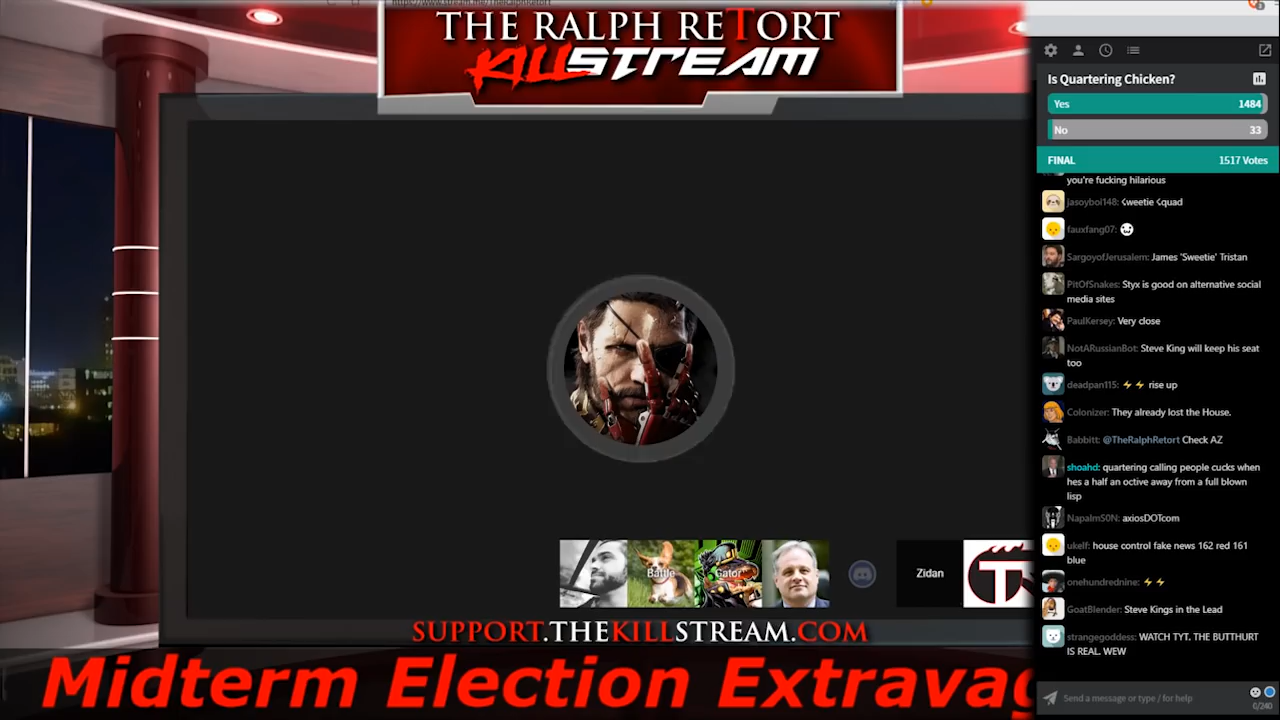 THE RALPH RETORT
KILLSTREAM
Is Quartering Chicken?
Yes 1484
No 33
FINAL 1517 Votes
you're fucking hilarious
jasoyboi148: ☇weetie ☇quad
fauxfang07:
SargoyofJerusalem: James 'Sweetie' Tristan
PitOfSnakes: Styx is good on alternative social
media sites
PaulKersey: Very close
NotARussianBot: Steve King will keep his seat
too
deadpan115: ⚡⚡ rise up
Colonizer: They already lost the House.
Babbitt: @TheRalphRetort Check AZ
shoahd: quartering calling people cucks when
hes a half an octive away from a full blown
lisp
NapalmS0N: axiosDOTcom
ukelf: house control fake news 162 red 161
blue
onehundrednine: ⚡⚡
GoatBlender: Steve Kings in the Lead
strangegoddess: WATCH TYT. THE BUTTHURT
IS REAL. WEW
Send a message or type / for help
0/240
Battle
Gator
Zidan
SUPPORT.THEKILLSTREAM.COM
Midterm Election Extravag